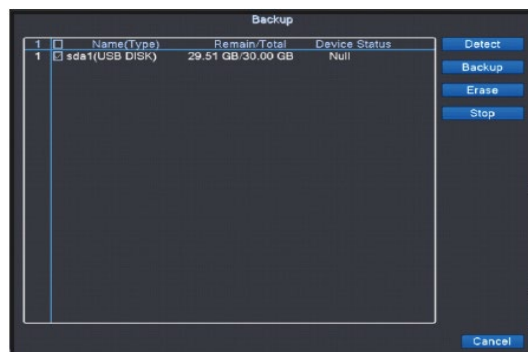 Backup
1 Name(Type) Remain/Total Device Status
1 sda1(USB DISK) 29.51 GB/30.00 GB Null
Detect
Backup
Erase
Stop
Cancel